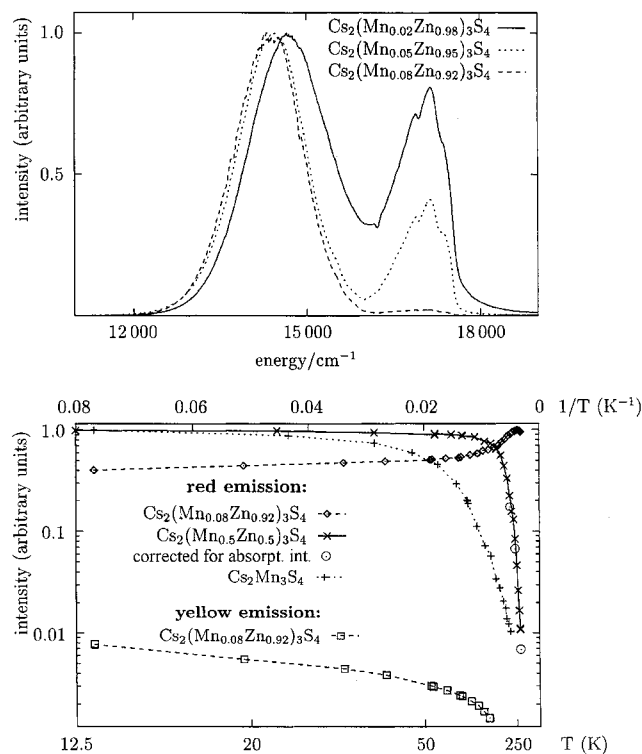 intensity (arbitrary units)
1.0
0.5
Cs₂(Mn₀.₀₂Zn₀.₉₈)₃S₄
Cs₂(Mn₀.₀₅Zn₀.₉₅)₃S₄
Cs₂(Mn₀.₀₈Zn₀.₉₂)₃S₄
12 000 15 000 18 000
energy/cm⁻¹
0.08 0.06 0.04 0.02 0
1/T (K⁻¹)
intensity (arbitrary units)
1.0
0.1
0.01
red emission:
Cs₂(Mn₀.₀₈Zn₀.₉₂)₃S₄
Cs₂(Mn₀.₅Zn₀.₅)₃S₄
corrected for absorpt. int.
Cs₂Mn₃S₄
yellow emission:
Cs₂(Mn₀.₀₈Zn₀.₉₂)₃S₄
12.5 20 50 250
T (K)